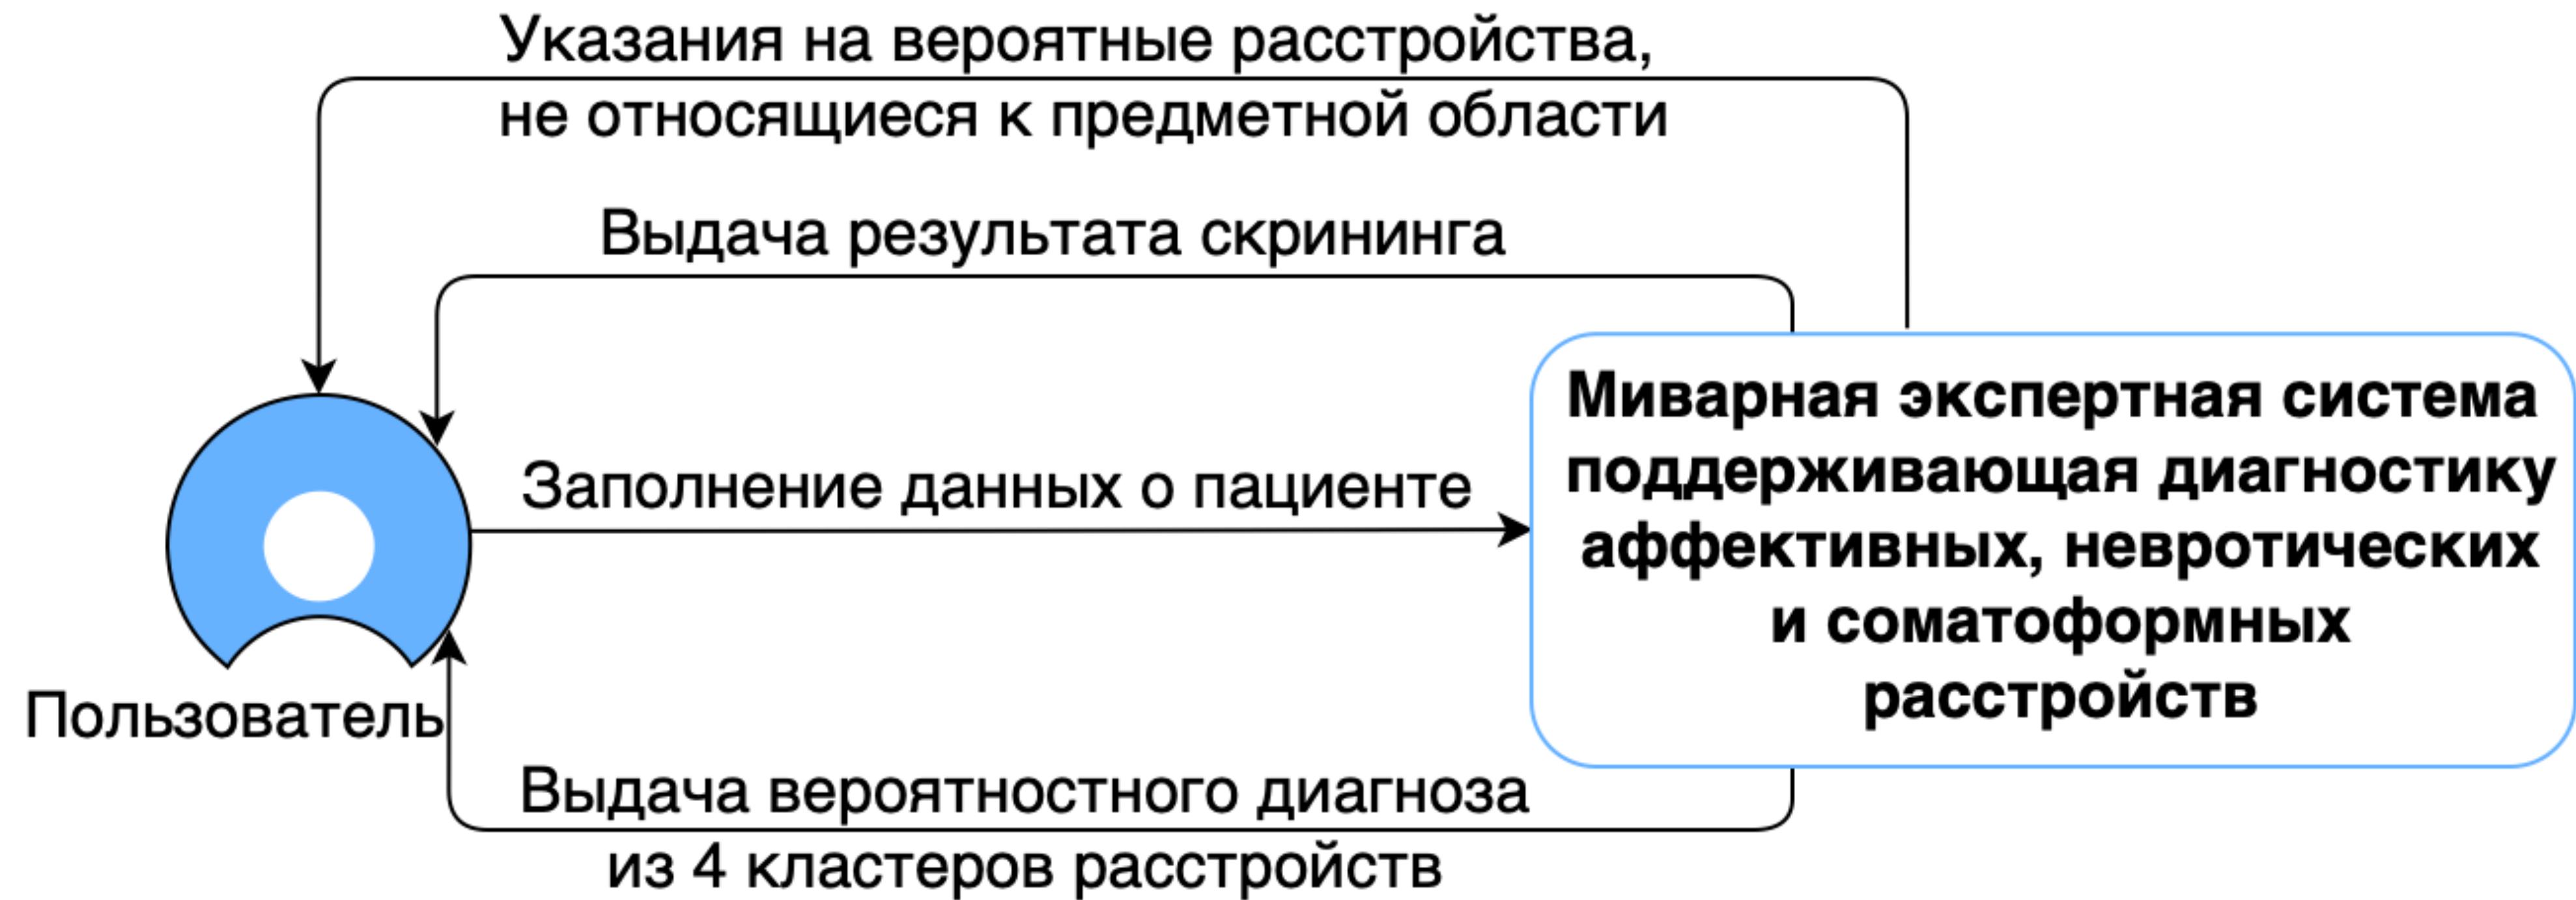 Указания на вероятные расстройства,
не относящиеся к предметной области
Выдача результата скрининга
Заполнение данных о пациенте
Миварная экспертная система
поддерживающая диагностику
аффективных, невротических
и соматоформных
расстройств
Пользователь
Выдача вероятностного диагноза
из 4 кластеров расстройств